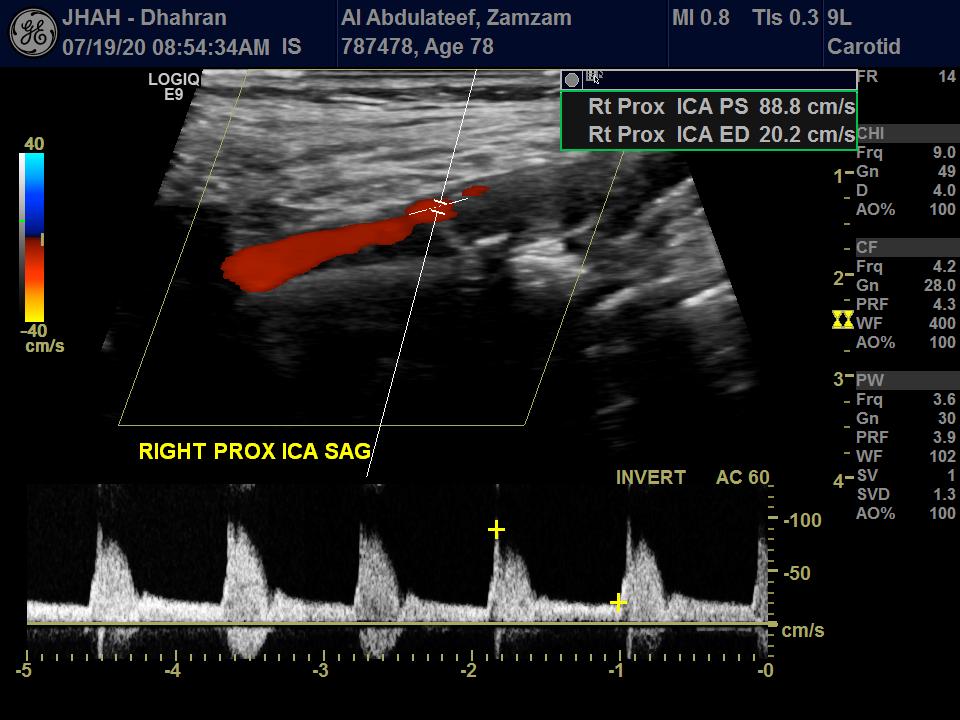 JHAH - Dhahran
07/19/20 08:54:34AM IS
Al Abdulateef, Zamzam
787478, Age 78
MI 0.8 TIs 0.3
9L
Carotid
LOGIQ
E9
Rt Prox ICA PS 88.8 cm/s
Rt Prox ICA ED 20.2 cm/s
FR 14
CHI
Frq 9.0
Gn 49
D 4.0
AO% 100
CF
Frq 4.2
Gn 28.0
PRF 4.3
WF 400
AO% 100
PW
Frq 3.6
Gn 30
PRF 3.9
WF 102
SV 1
SVD 1.3
AO% 100
40
-40
cm/s
1
2
3
4
RIGHT PROX ICA SAG
INVERT AC 60
-100
-50
cm/s
-5 -4 -3 -2 -1 -0